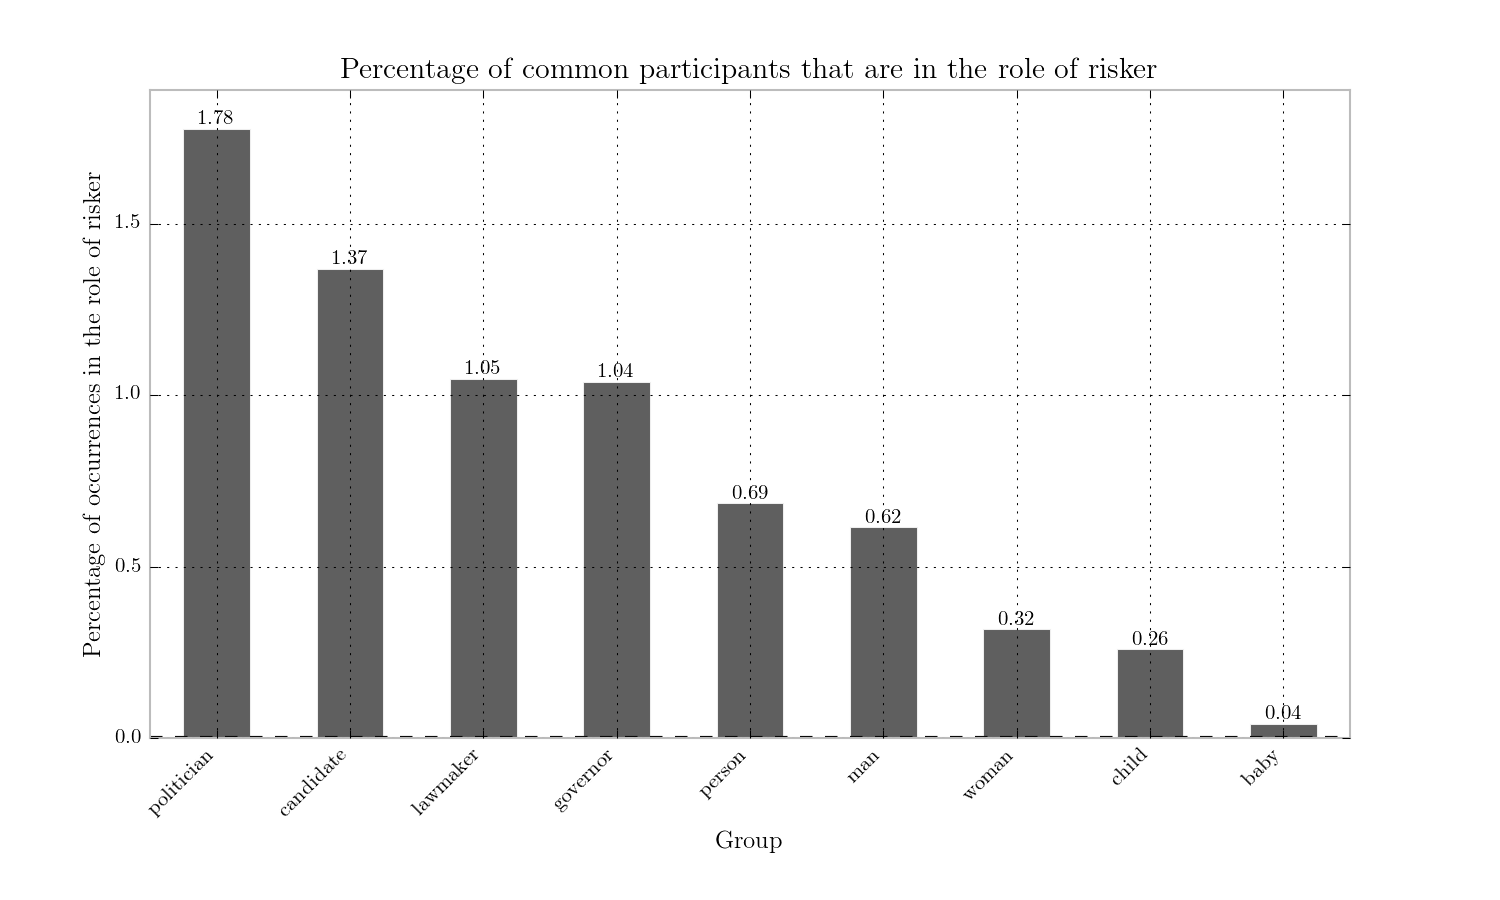 Percentage of common participants that are in the role of risker
Percentage of occurrences in the role of risker
1.5
1.0
0.5
0.0
1.78
1.37
1.05
1.04
0.69
0.62
0.32
0.26
0.04
politician
candidate
lawmaker
governor
person
man
woman
child
baby
Group